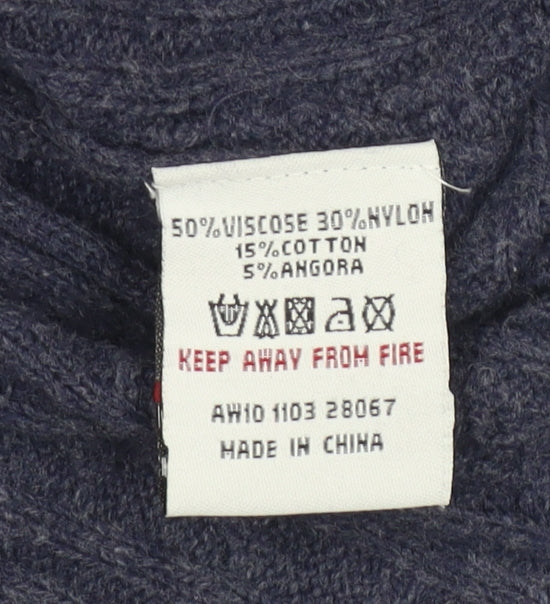 50%VISCOSE 30%NYLON
15%COTTON
5%ANGORA
KEEP AWAY FROM FIRE
AW10 1103 28067
MADE IN CHINA